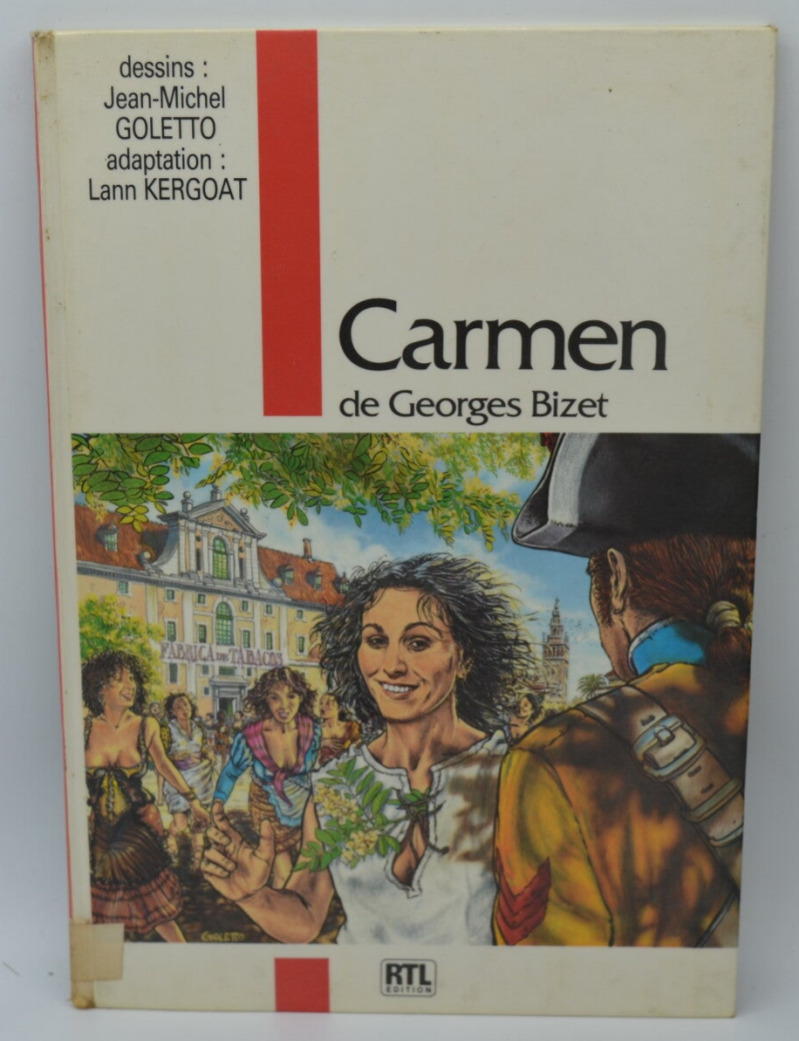 dessins :
Jean-Michel
GOLETTO
adaptation :
Lann KERGOAT
Carmen
de Georges Bizet
FABRICA DE TABACOS
GOLETTO
RTL
EDITION